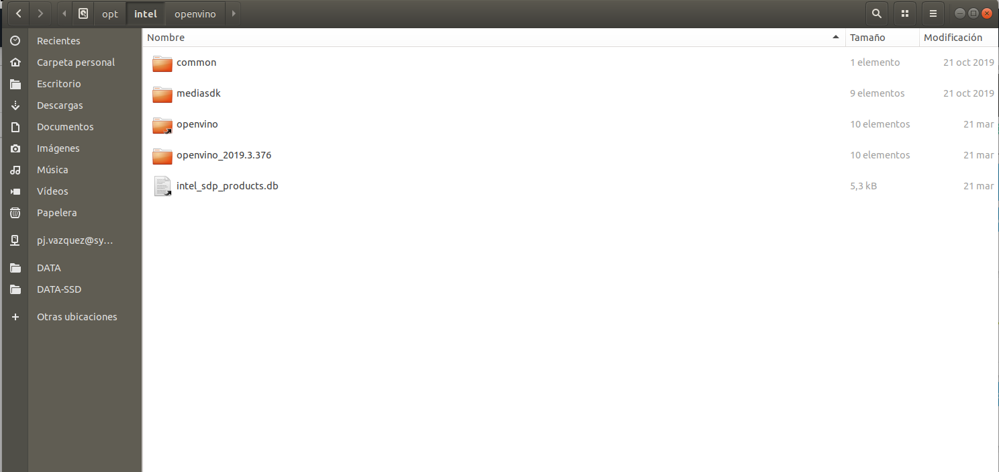 opt intel openvino
Nombre Tamaño Modificación
Recientes
Carpeta personal
Escritorio
Descargas
Documentos
Imágenes
Música
Vídeos
Papelera
pj.vazquez@sy...
DATA
DATA-SSD
Otras ubicaciones
common 1 elemento 21 oct 2019
mediasdk 9 elementos 21 oct 2019
openvino 10 elementos 21 mar
openvino_2019.3.376 10 elementos 21 mar
intel_sdp_products.db 5,3 kB 21 mar